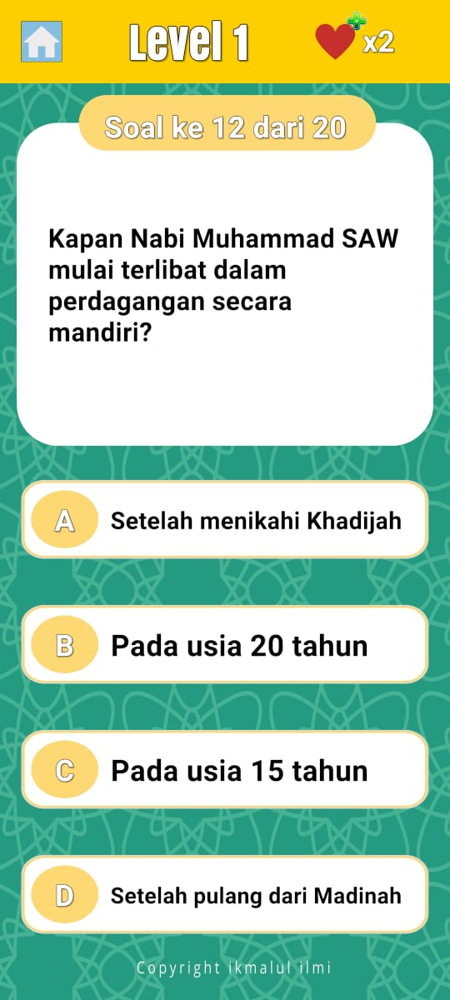 Level 1
x2
Soal ke 12 dari 20
Kapan Nabi Muhammad SAW
mulai terlibat dalam
perdagangan secara
mandiri?
A
Setelah menikahi Khadijah
B
Pada usia 20 tahun
C
Pada usia 15 tahun
D
Setelah pulang dari Madinah
Copyright ikmalul ilmi